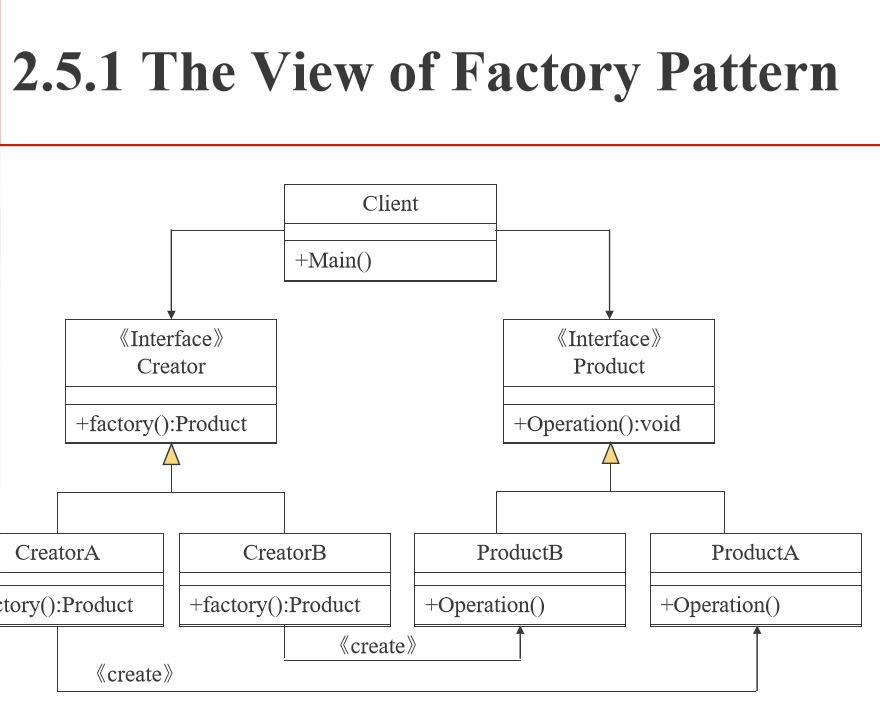 2.5.1 The View of Factory Pattern
Client
+Main()
《Interface》
Creator
+factory():Product
《Interface》
Product
+Operation():void
CreatorA
ctory():Product
CreatorB
+factory():Product
ProductB
+Operation()
ProductA
+Operation()
《create》
《create》